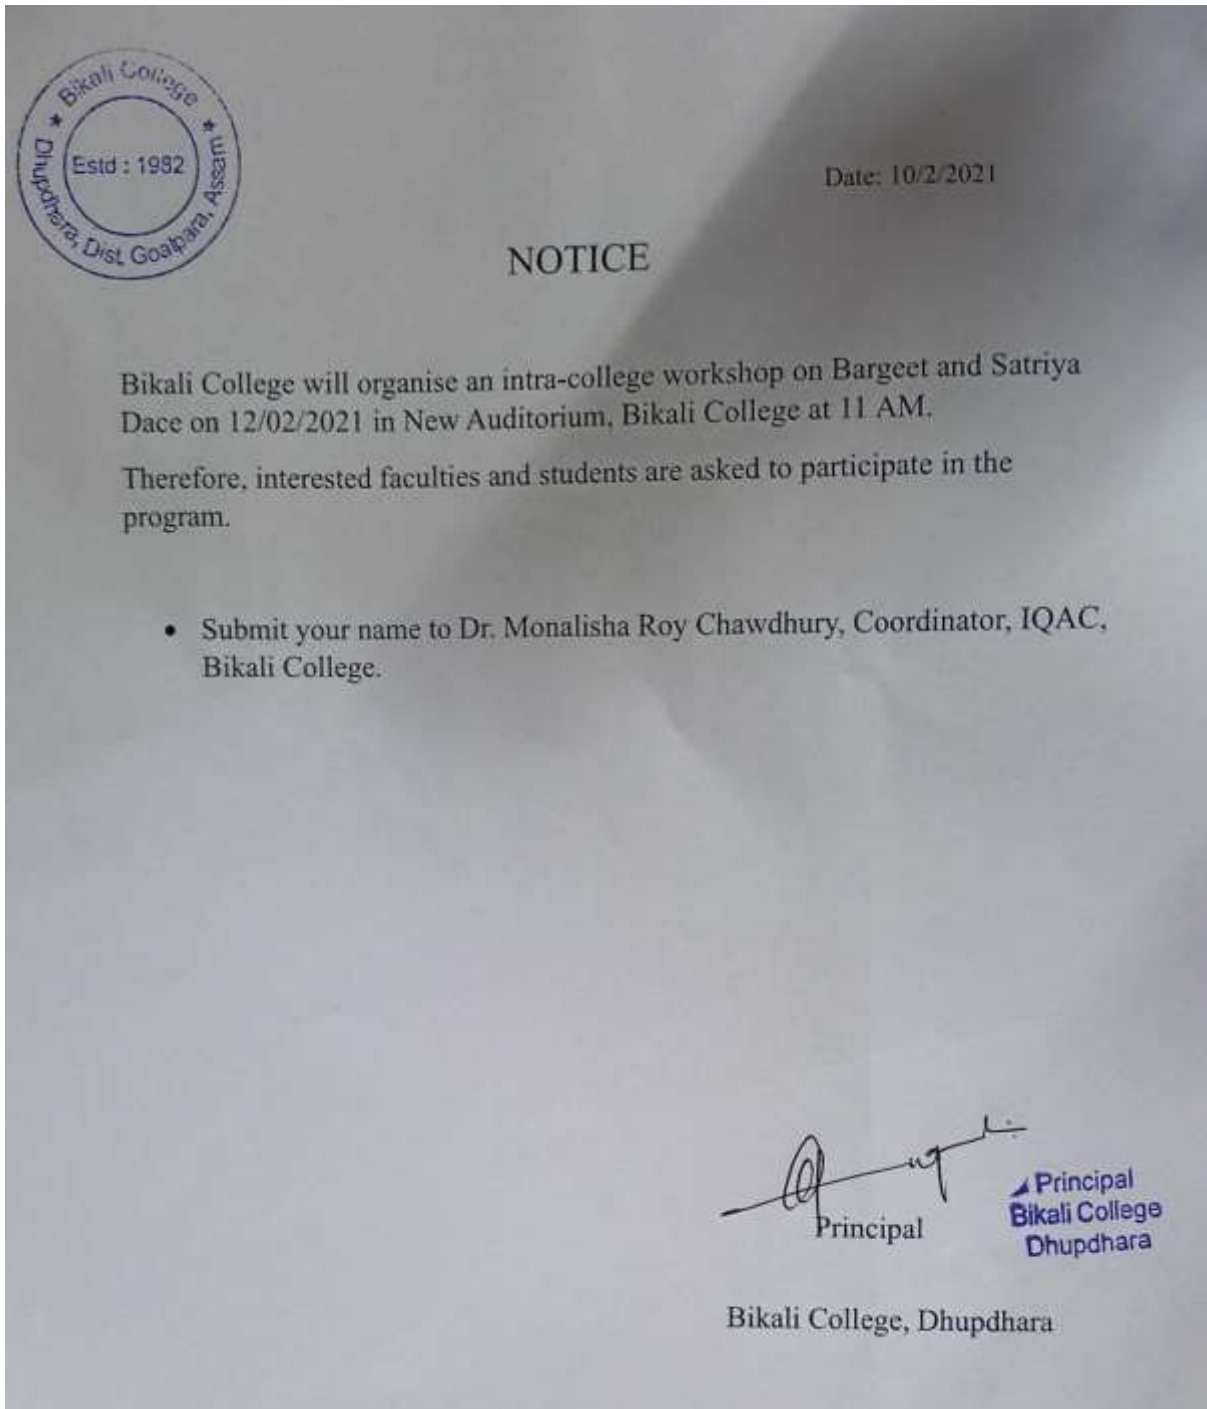 Bikali College
Estd : 1982
Dhupdhara, Dist. Goalpara, Assam
Date: 10/2/2021
NOTICE
Bikali College will organise an intra-college workshop on Bargeet and Satriya
Dace on 12/02/2021 in New Auditorium, Bikali College at 11 AM.
Therefore, interested faculties and students are asked to participate in the
program.
• Submit your name to Dr. Monalisha Roy Chawdhury, Coordinator, IQAC,
Bikali College.
Principal
Principal
Bikali College
Dhupdhara
Bikali College, Dhupdhara